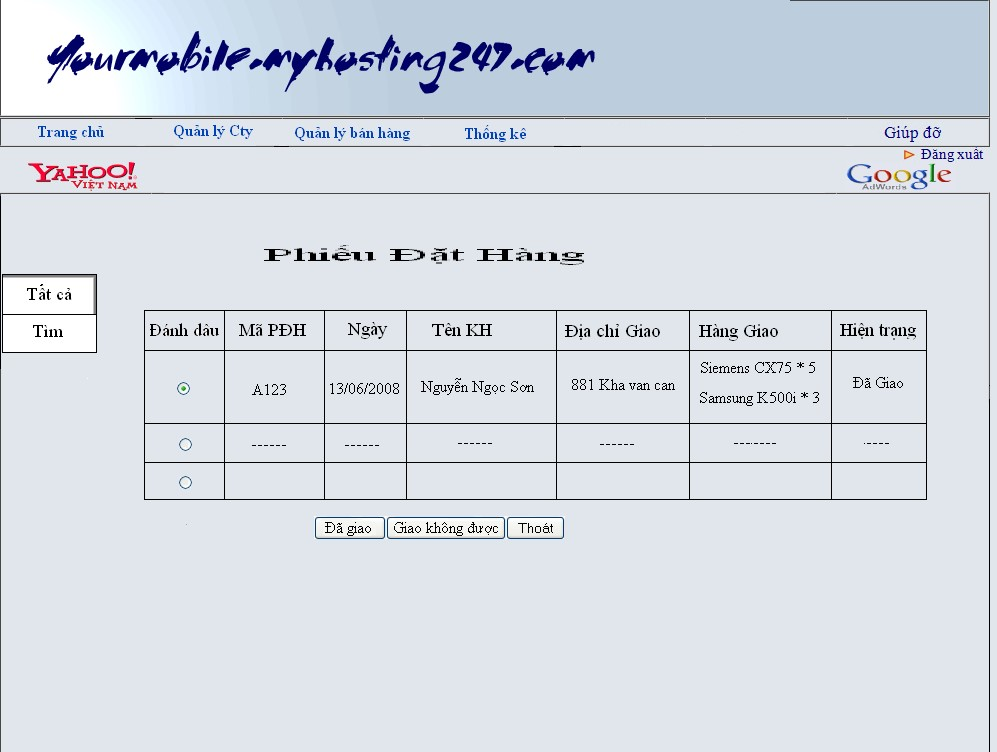 Yourmobile.myhosting247.com
Trang chủ Quản lý Cty Quản lý bán hàng Thống kê Giúp đỡ
Đăng xuất
YAHOO!
VIỆT NAM
Google
AdWords
Phiếu Đặt Hàng
Tất cả
Tìm
Đánh dấu Mã PĐH Ngày Tên KH Địa chỉ Giao Hàng Giao Hiện trạng
A123 13/06/2008 Nguyễn Ngọc Sơn 881 Kha van can Siemens CX75 * 5 Đã Giao
Samsung K500i * 3
------ ------ ------ ------ -------- -----
Đã giao Giao không được Thoát